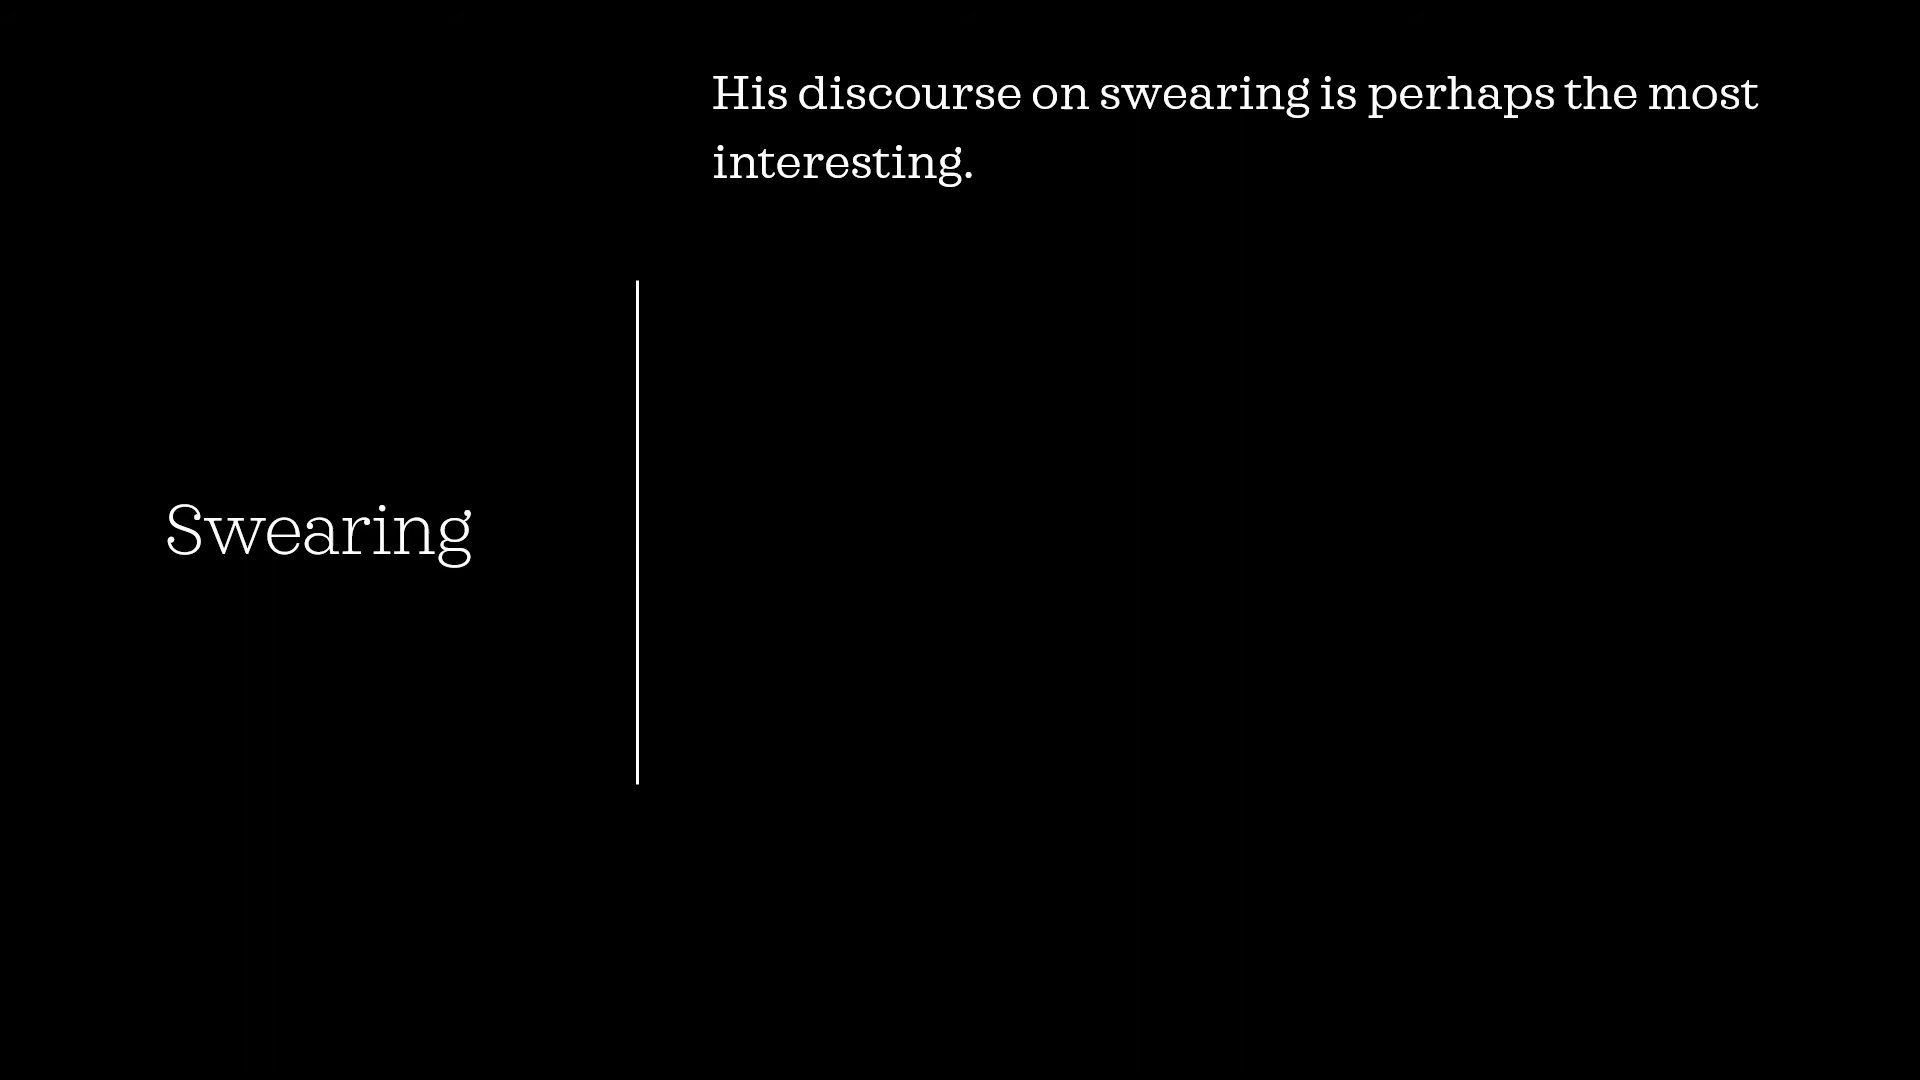 Swearing
His discourse on swearing is perhaps the most
interesting.